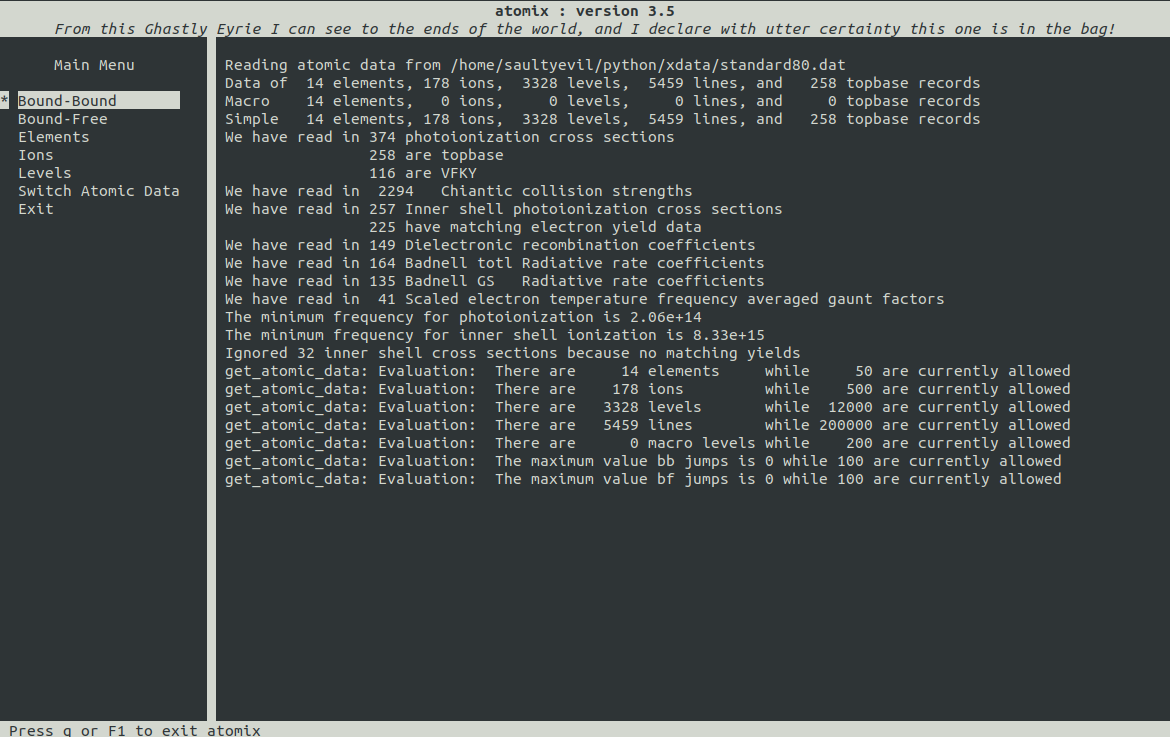 atomix : version 3.5
From this Ghastly Eyrie I can see to the ends of the world, and I declare with utter certainty this one is in the bag!
Main Menu
* Bound-Bound
Bound-Free
Elements
Ions
Levels
Switch Atomic Data
Exit
Reading atomic data from /home/saultyevil/python/xdata/standard80.dat
Data of  14 elements, 178 ions,  3328 levels,  5459 lines, and   258 topbase records
Macro    14 elements,   0 ions,     0 levels,     0 lines, and     0 topbase records
Simple   14 elements, 178 ions,  3328 levels,  5459 lines, and   258 topbase records
We have read in 374 photoionization cross sections
                258 are topbase
                116 are VFKY
We have read in  2294   Chiantic collision strengths
We have read in 257 Inner shell photoionization cross sections
                225 have matching electron yield data
We have read in 149 Dielectronic recombination coefficients
We have read in 164 Badnell totl Radiative rate coefficients
We have read in 135 Badnell GS   Radiative rate coefficients
We have read in  41 Scaled electron temperature frequency averaged gaunt factors
The minimum frequency for photoionization is 2.06e+14
The minimum frequency for inner shell ionization is 8.33e+15
Ignored 32 inner shell cross sections because no matching yields
get_atomic_data: Evaluation:  There are     14 elements     while     50 are currently allowed
get_atomic_data: Evaluation:  There are    178 ions         while    500 are currently allowed
get_atomic_data: Evaluation:  There are   3328 levels       while  12000 are currently allowed
get_atomic_data: Evaluation:  There are   5459 lines        while 200000 are currently allowed
get_atomic_data: Evaluation:  There are      0 macro levels while    200 are currently allowed
get_atomic_data: Evaluation:  The maximum value bb jumps is 0 while 100 are currently allowed
get_atomic_data: Evaluation:  The maximum value bf jumps is 0 while 100 are currently allowed
Press q or F1 to exit atomix